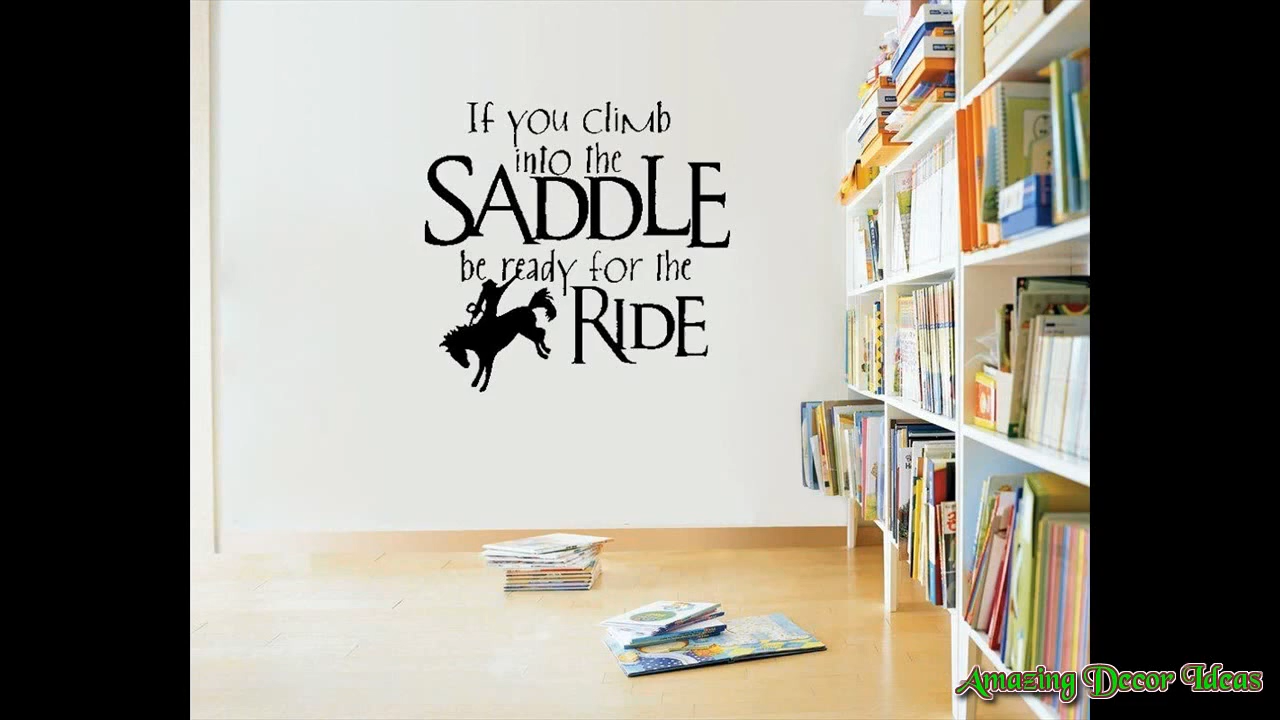 If you climb
into the
SADDLE
be ready for the
RIDE
Amazing Decor Ideas